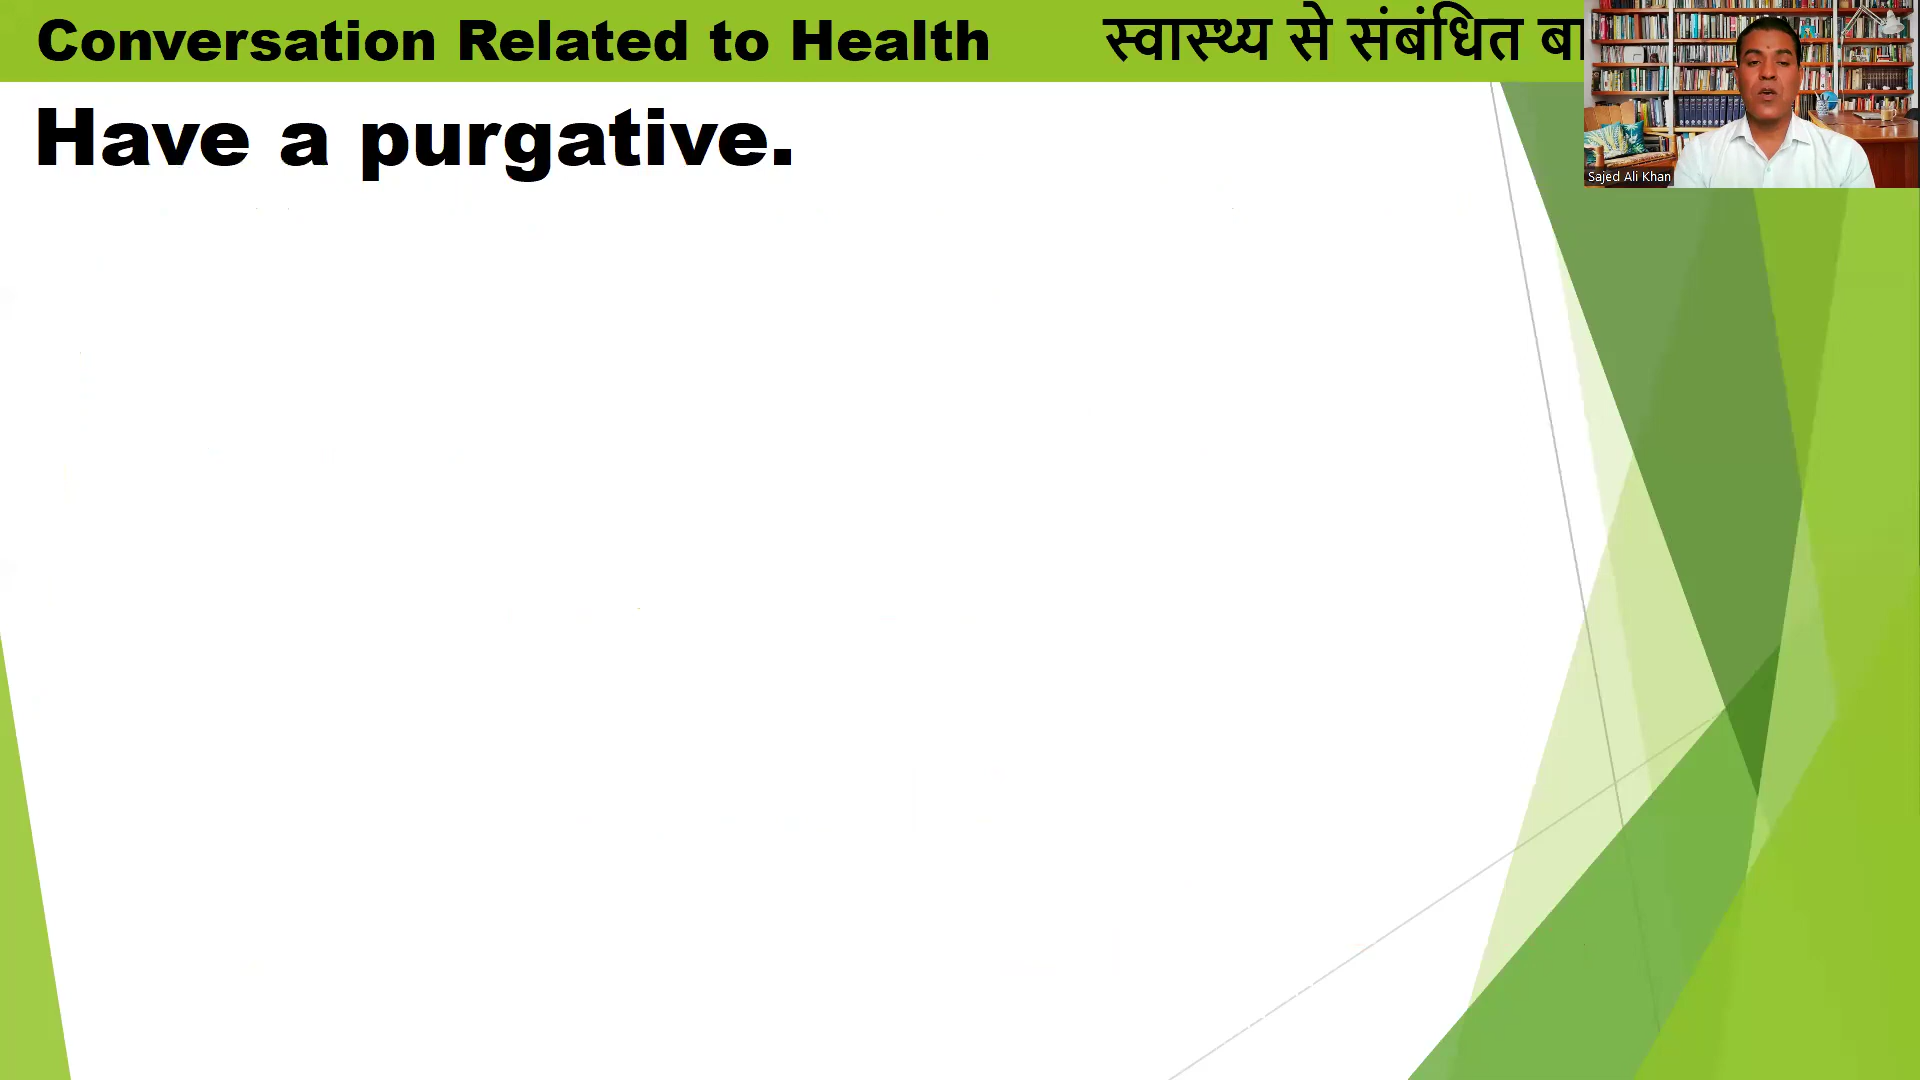 Conversation Related to Health स्वास्थ्य से संबंधित
Have a purgative.
Sajed Ali Khan